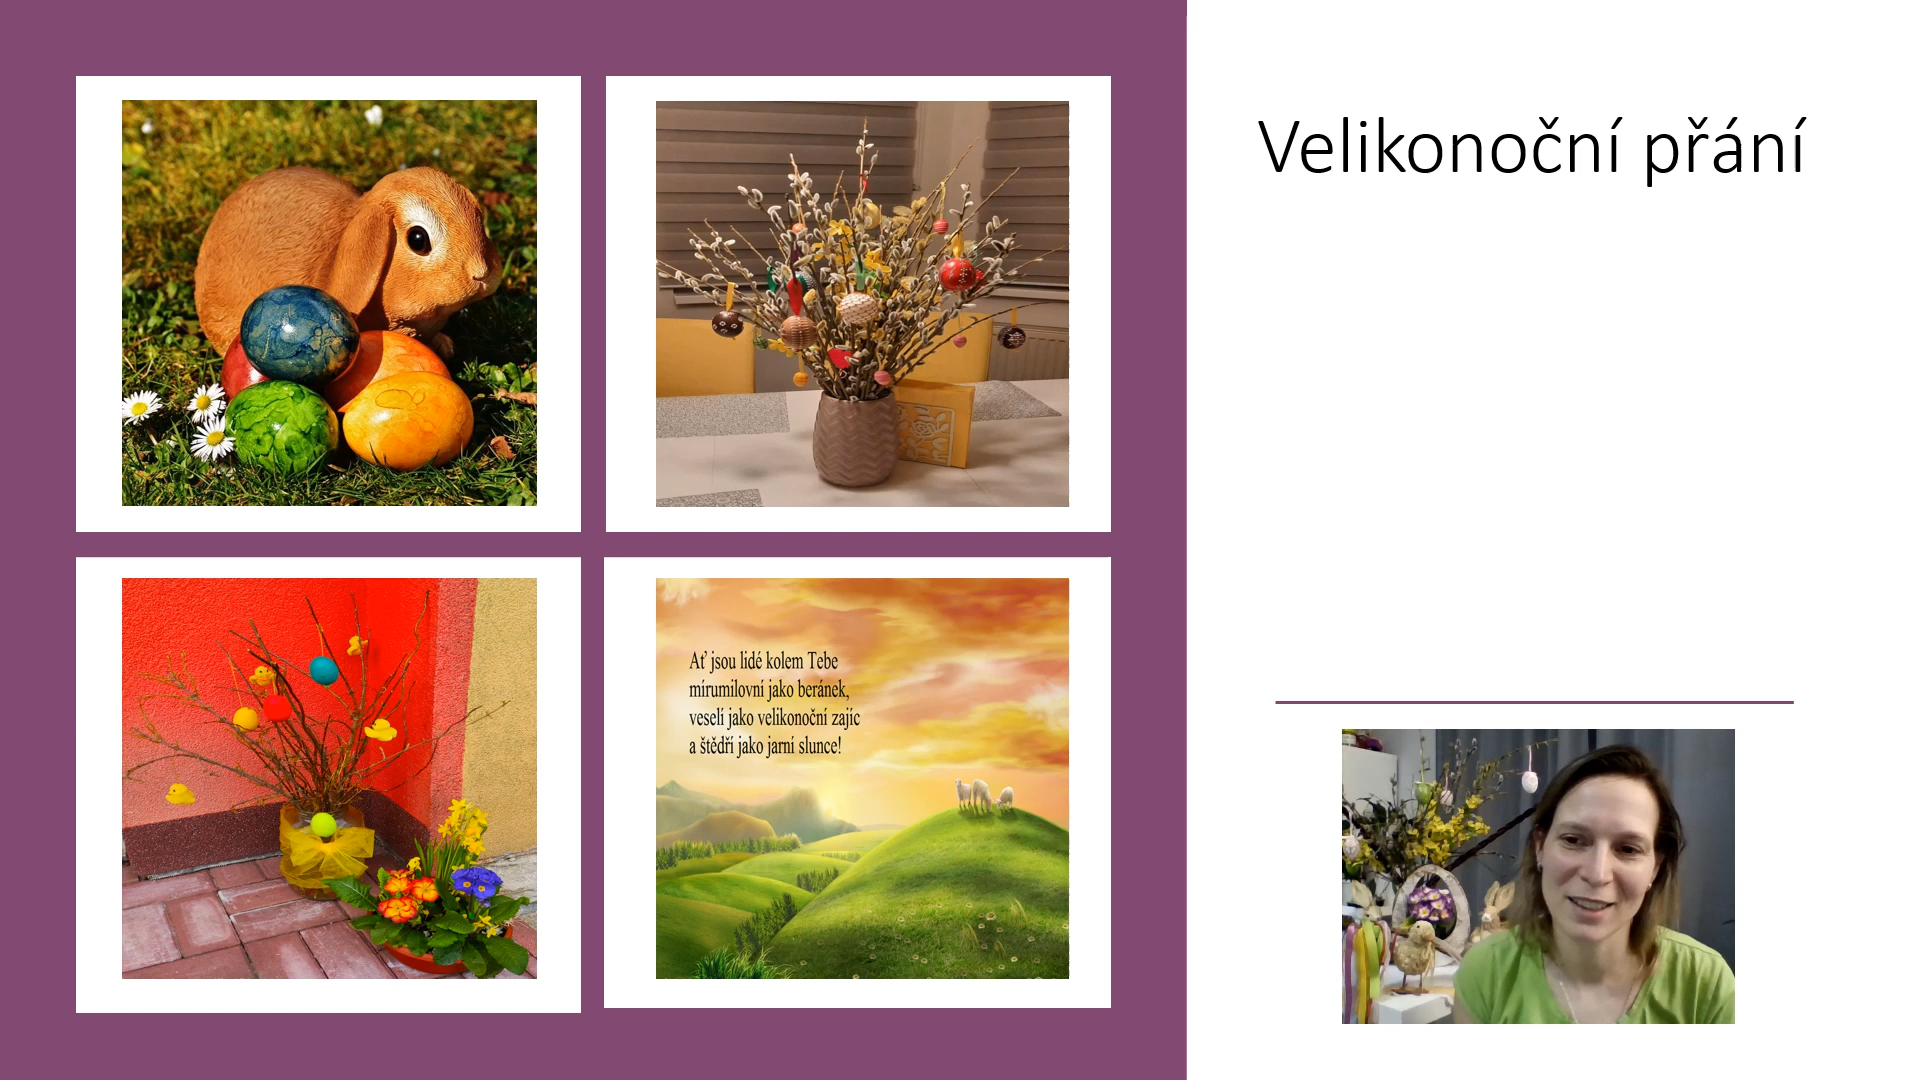 Velikonoční přání
Ať jsou lidé kolem Tebe
mírumilovní jako beránek,
veselí jako velikonoční zajíc
a štědří jako jarní slunce!